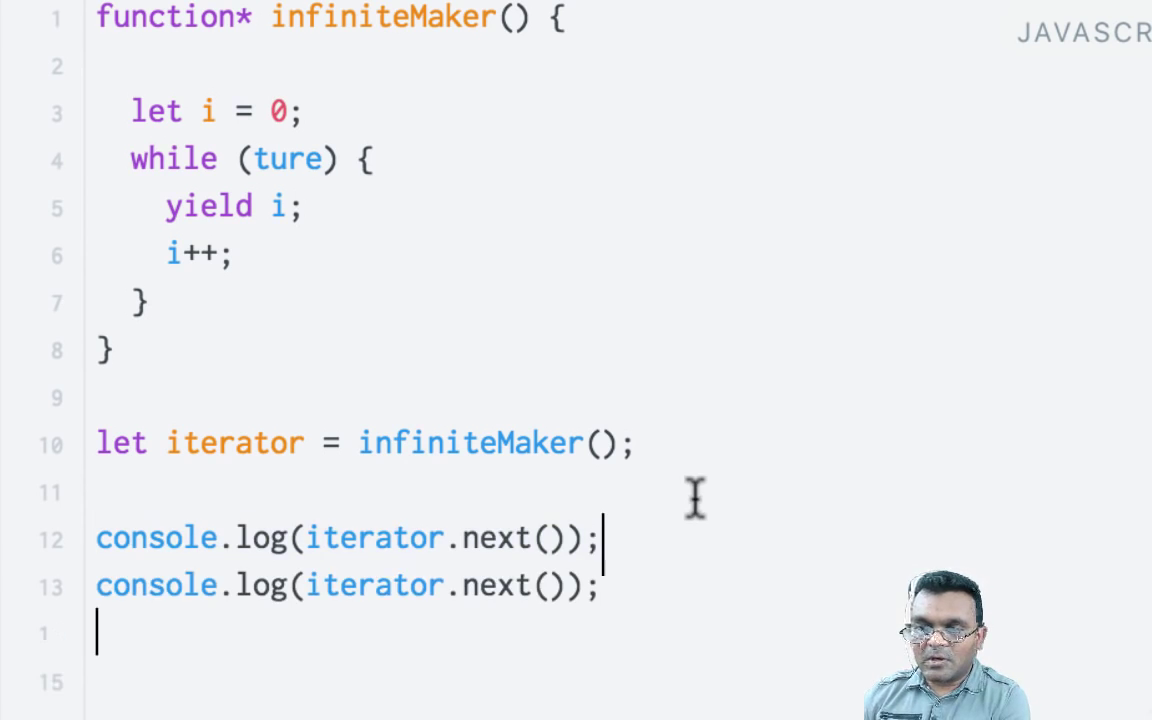 JAVASCR
1 function* infiniteMaker() {
2
3 let i = 0;
4 while (ture) {
5 yield i;
6 i++;
7 }
8 }
9
10 let iterator = infiniteMaker();
11
12 console.log(iterator.next());
13 console.log(iterator.next());
1
15